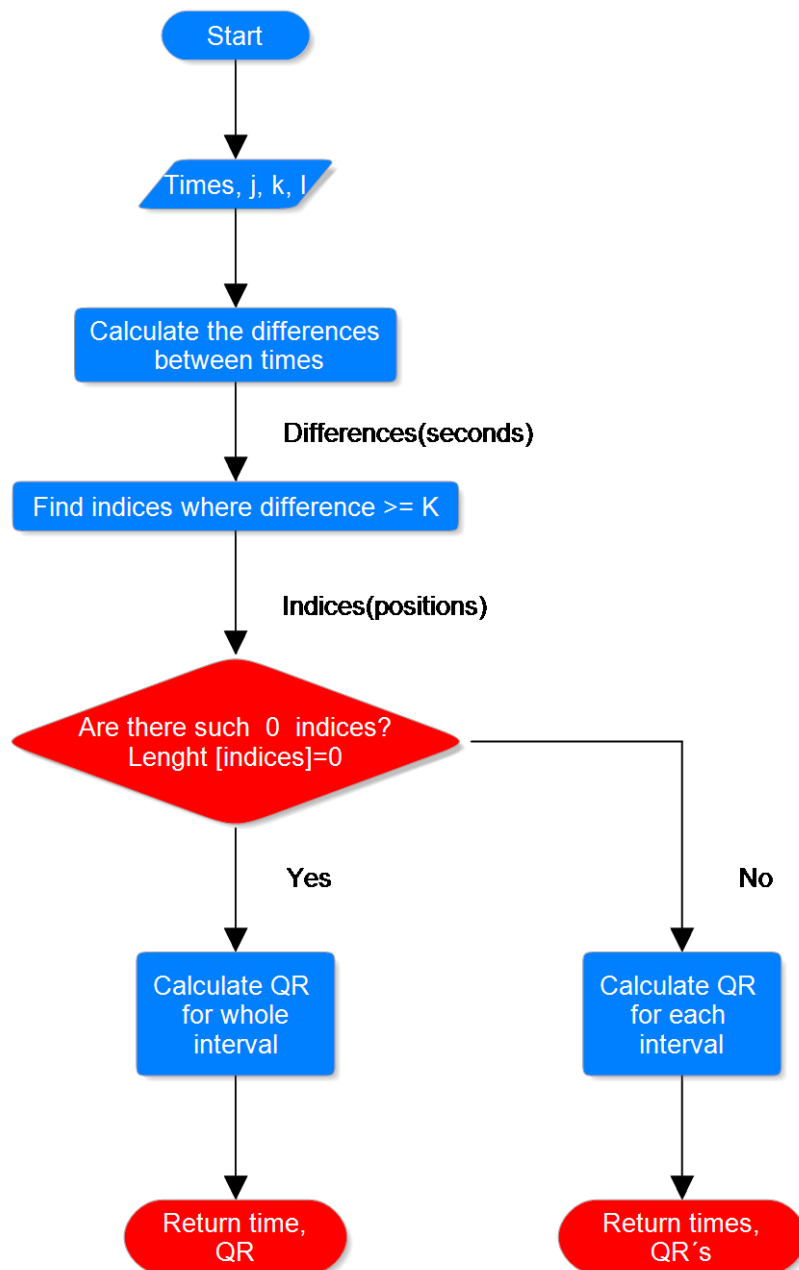 Start
Times, j, k, l
Calculate the differences
between times
Differences(seconds)
Find indices where difference >= K
Indices(positions)
Are there such  0  indices?
Lenght [indices]=0
Yes
No
Calculate QR
for whole
interval
Calculate QR
for each
interval
Return time,
QR
Return times,
QR´s